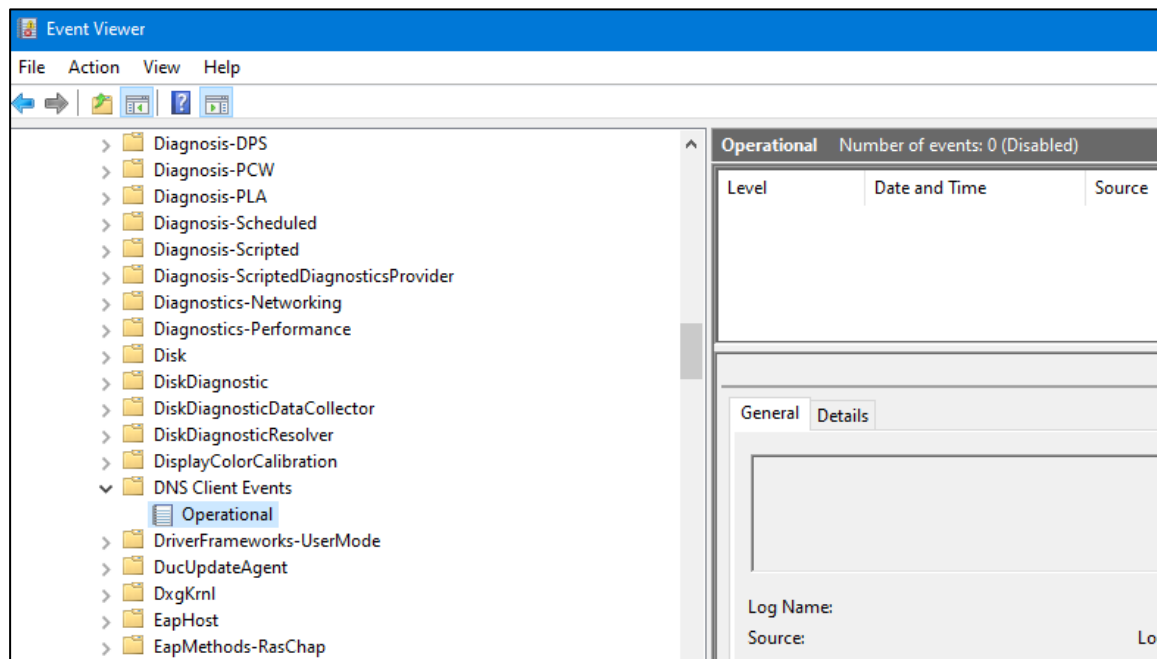 Event Viewer
File Action View Help
Diagnosis-DPS
Diagnosis-PCW
Diagnosis-PLA
Diagnosis-Scheduled
Diagnosis-Scripted
Diagnosis-ScriptedDiagnosticsProvider
Diagnostics-Networking
Diagnostics-Performance
Disk
DiskDiagnostic
DiskDiagnosticDataCollector
DiskDiagnosticResolver
DisplayColorCalibration
DNS Client Events
Operational
DriverFrameworks-UserMode
DucUpdateAgent
DxgKrnl
EapHost
EapMethods-RasChap
Operational Number of events: 0 (Disabled)
Level Date and Time Source
General Details
Log Name:
Source: Lo